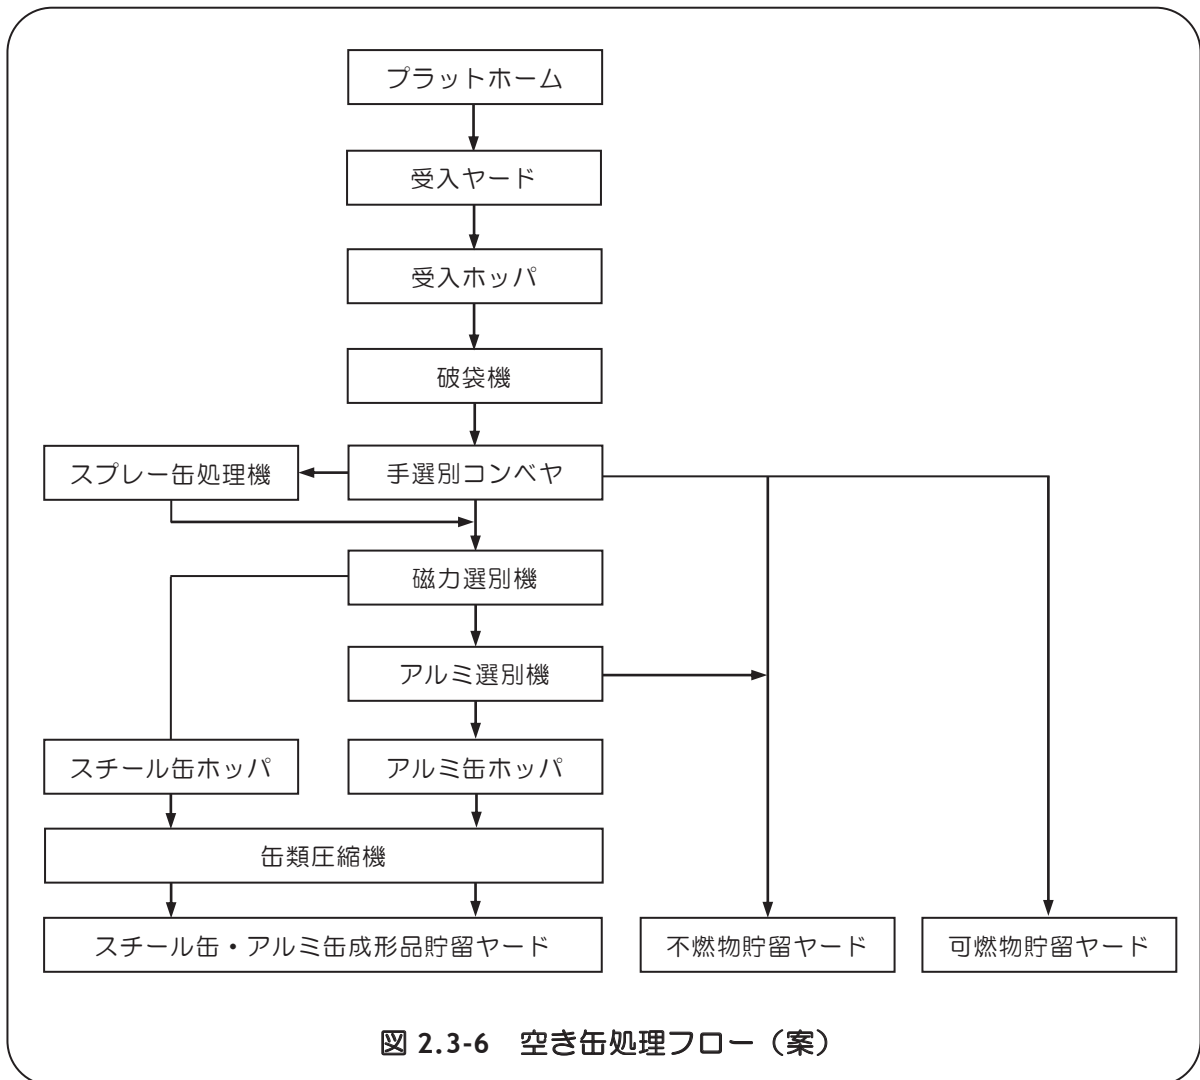 プラットホーム
受入ヤード
受入ホッパ
破袋機
スプレー缶処理機
手選別コンベヤ
磁力選別機
アルミ選別機
スチール缶ホッパ
アルミ缶ホッパ
缶類圧縮機
スチール缶・アルミ缶成形品貯留ヤード
不燃物貯留ヤード
可燃物貯留ヤード
図 2.3-6　空き缶処理フロー（案）